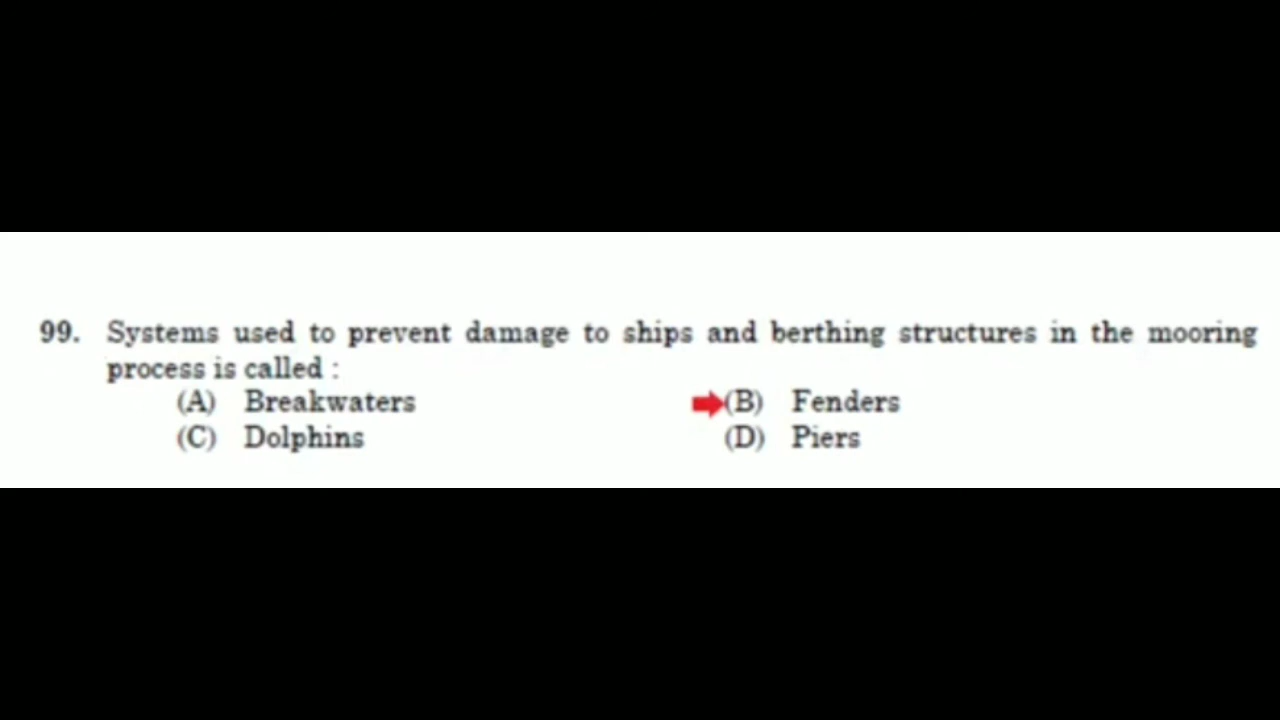 99. Systems used to prevent damage to ships and berthing structures in the mooring
process is called :
(A) Breakwaters (B) Fenders
(C) Dolphins (D) Piers